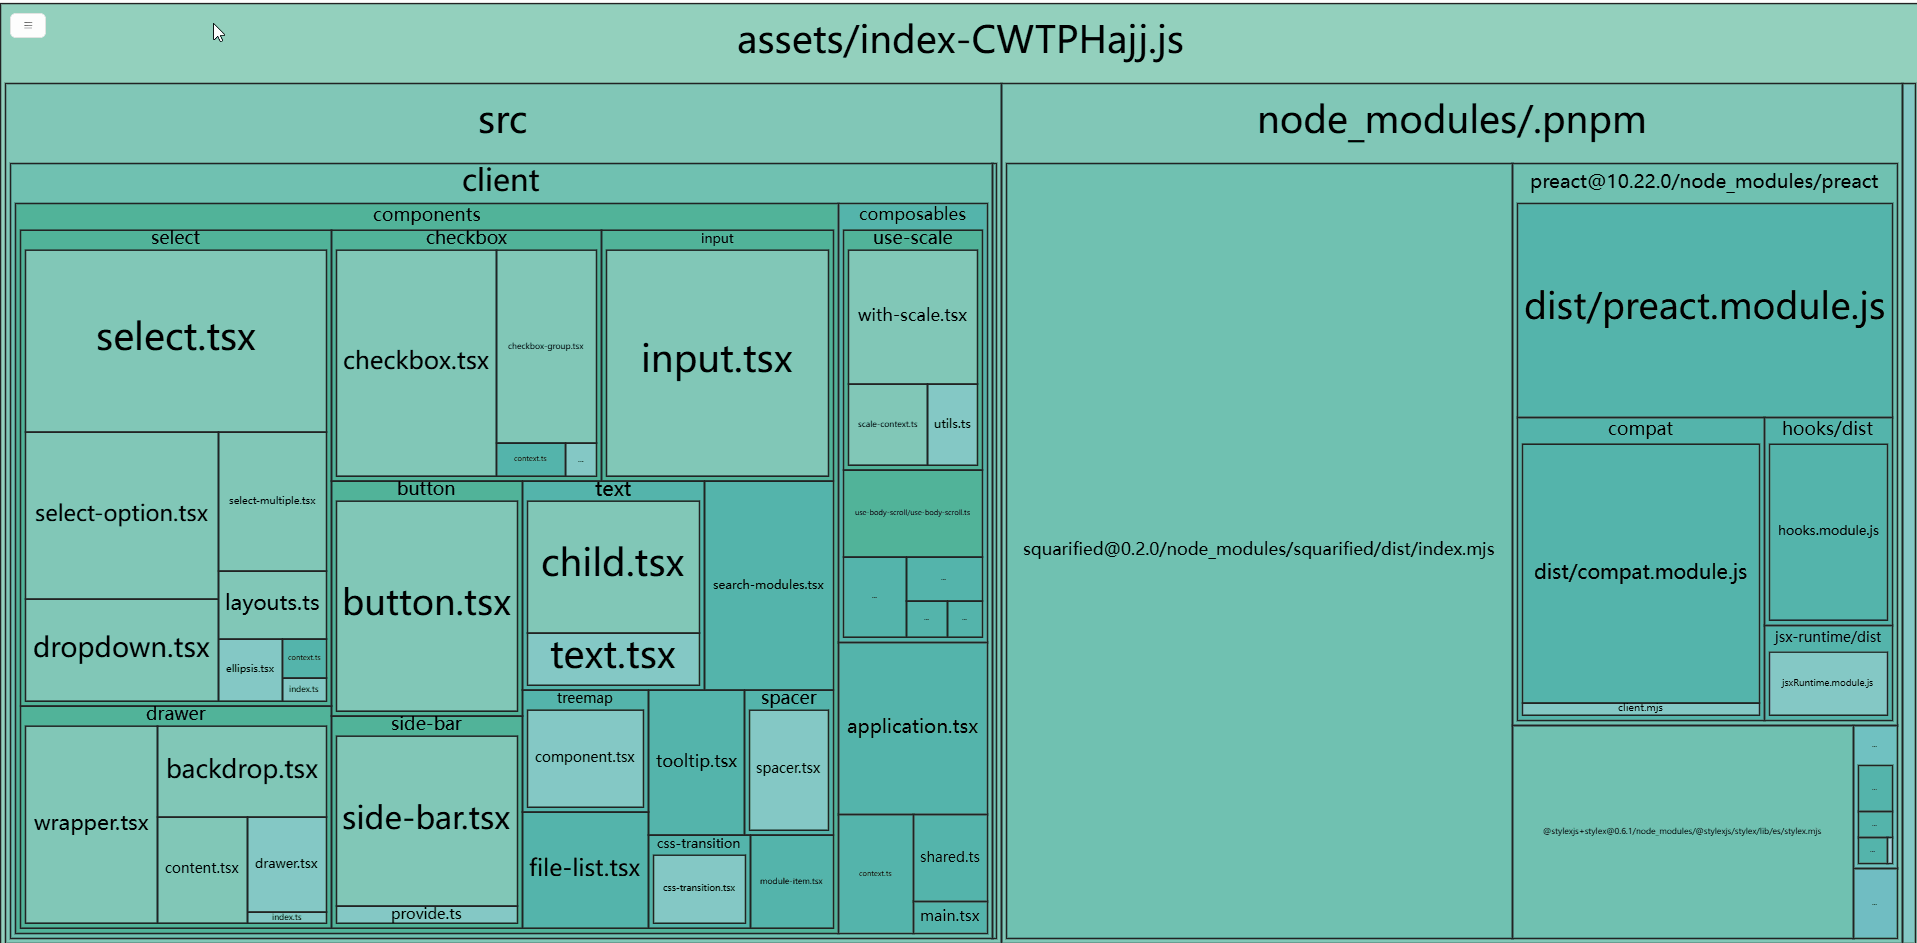 assets/index-CWTPHajj.js
src
client
components
select
select.tsx
select-option.tsx
select-multiple.tsx
layouts.ts
dropdown.tsx
ellipsis.tsx
context.ts
index.ts
drawer
wrapper.tsx
backdrop.tsx
content.tsx
drawer.tsx
index.ts
checkbox
checkbox.tsx
checkbox-group.tsx
context.ts
...
input
input.tsx
button
button.tsx
side-bar
side-bar.tsx
provide.ts
text
child.tsx
text.tsx
search-modules.tsx
treemap
component.tsx
file-list.tsx
tooltip.tsx
spacer
spacer.tsx
css-transition
css-transition.tsx
module-item.tsx
composables
use-scale
with-scale.tsx
scale-context.ts
utils.ts
use-body-scroll/use-body-scroll.ts
...
...
...
...
application.tsx
context.ts
shared.ts
main.tsx
node_modules/.pnpm
squarified@0.2.0/node_modules/squarified/dist/index.mjs
preact@10.22.0/node_modules/preact
dist/preact.module.js
compat
dist/compat.module.js
client.mjs
hooks/dist
hooks.module.js
jsx-runtime/dist
jsxRuntime.module.js
@stylexjs+stylex@0.6.1/node_modules/@stylexjs/stylex/lib/es/stylex.mjs
...
...
...
...
...